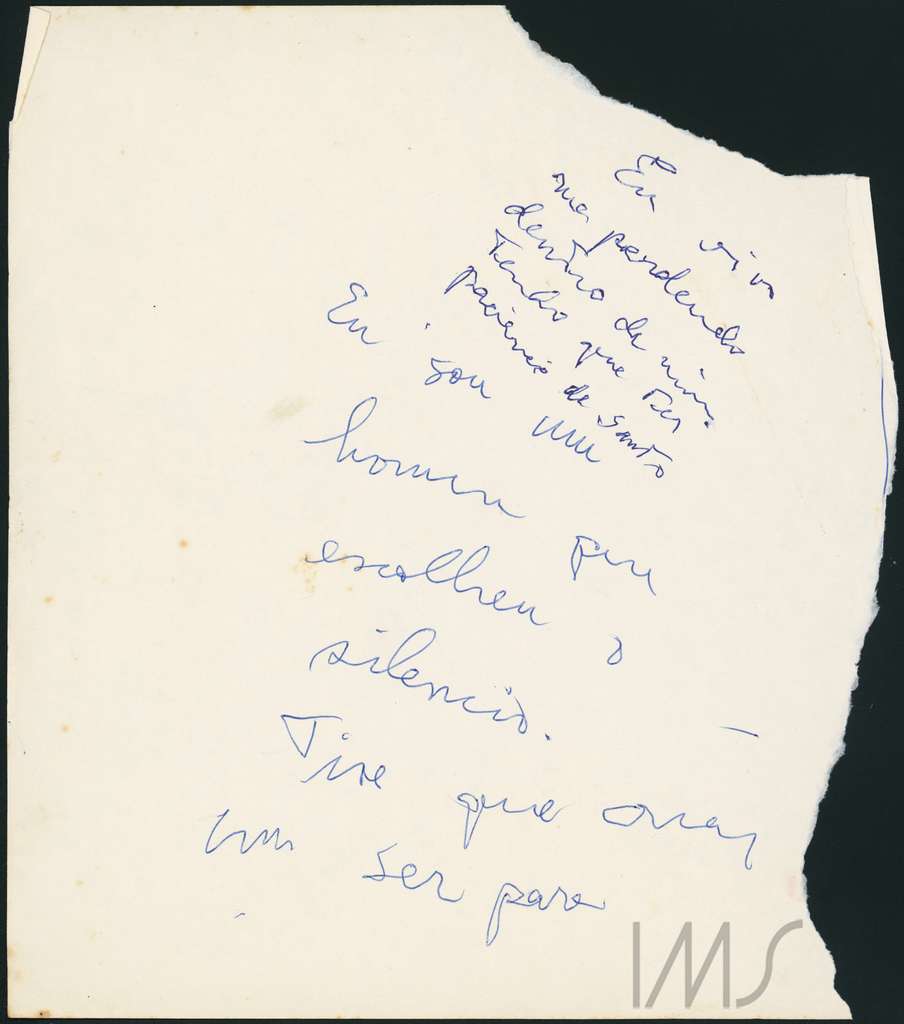 Eu vivo
me perdendo
dentro de mim.
Tendo que ter
paciência de santo
Eu sou um
homem que
escolheu o
silêncio.
Tive que criar
um ser para
IMS